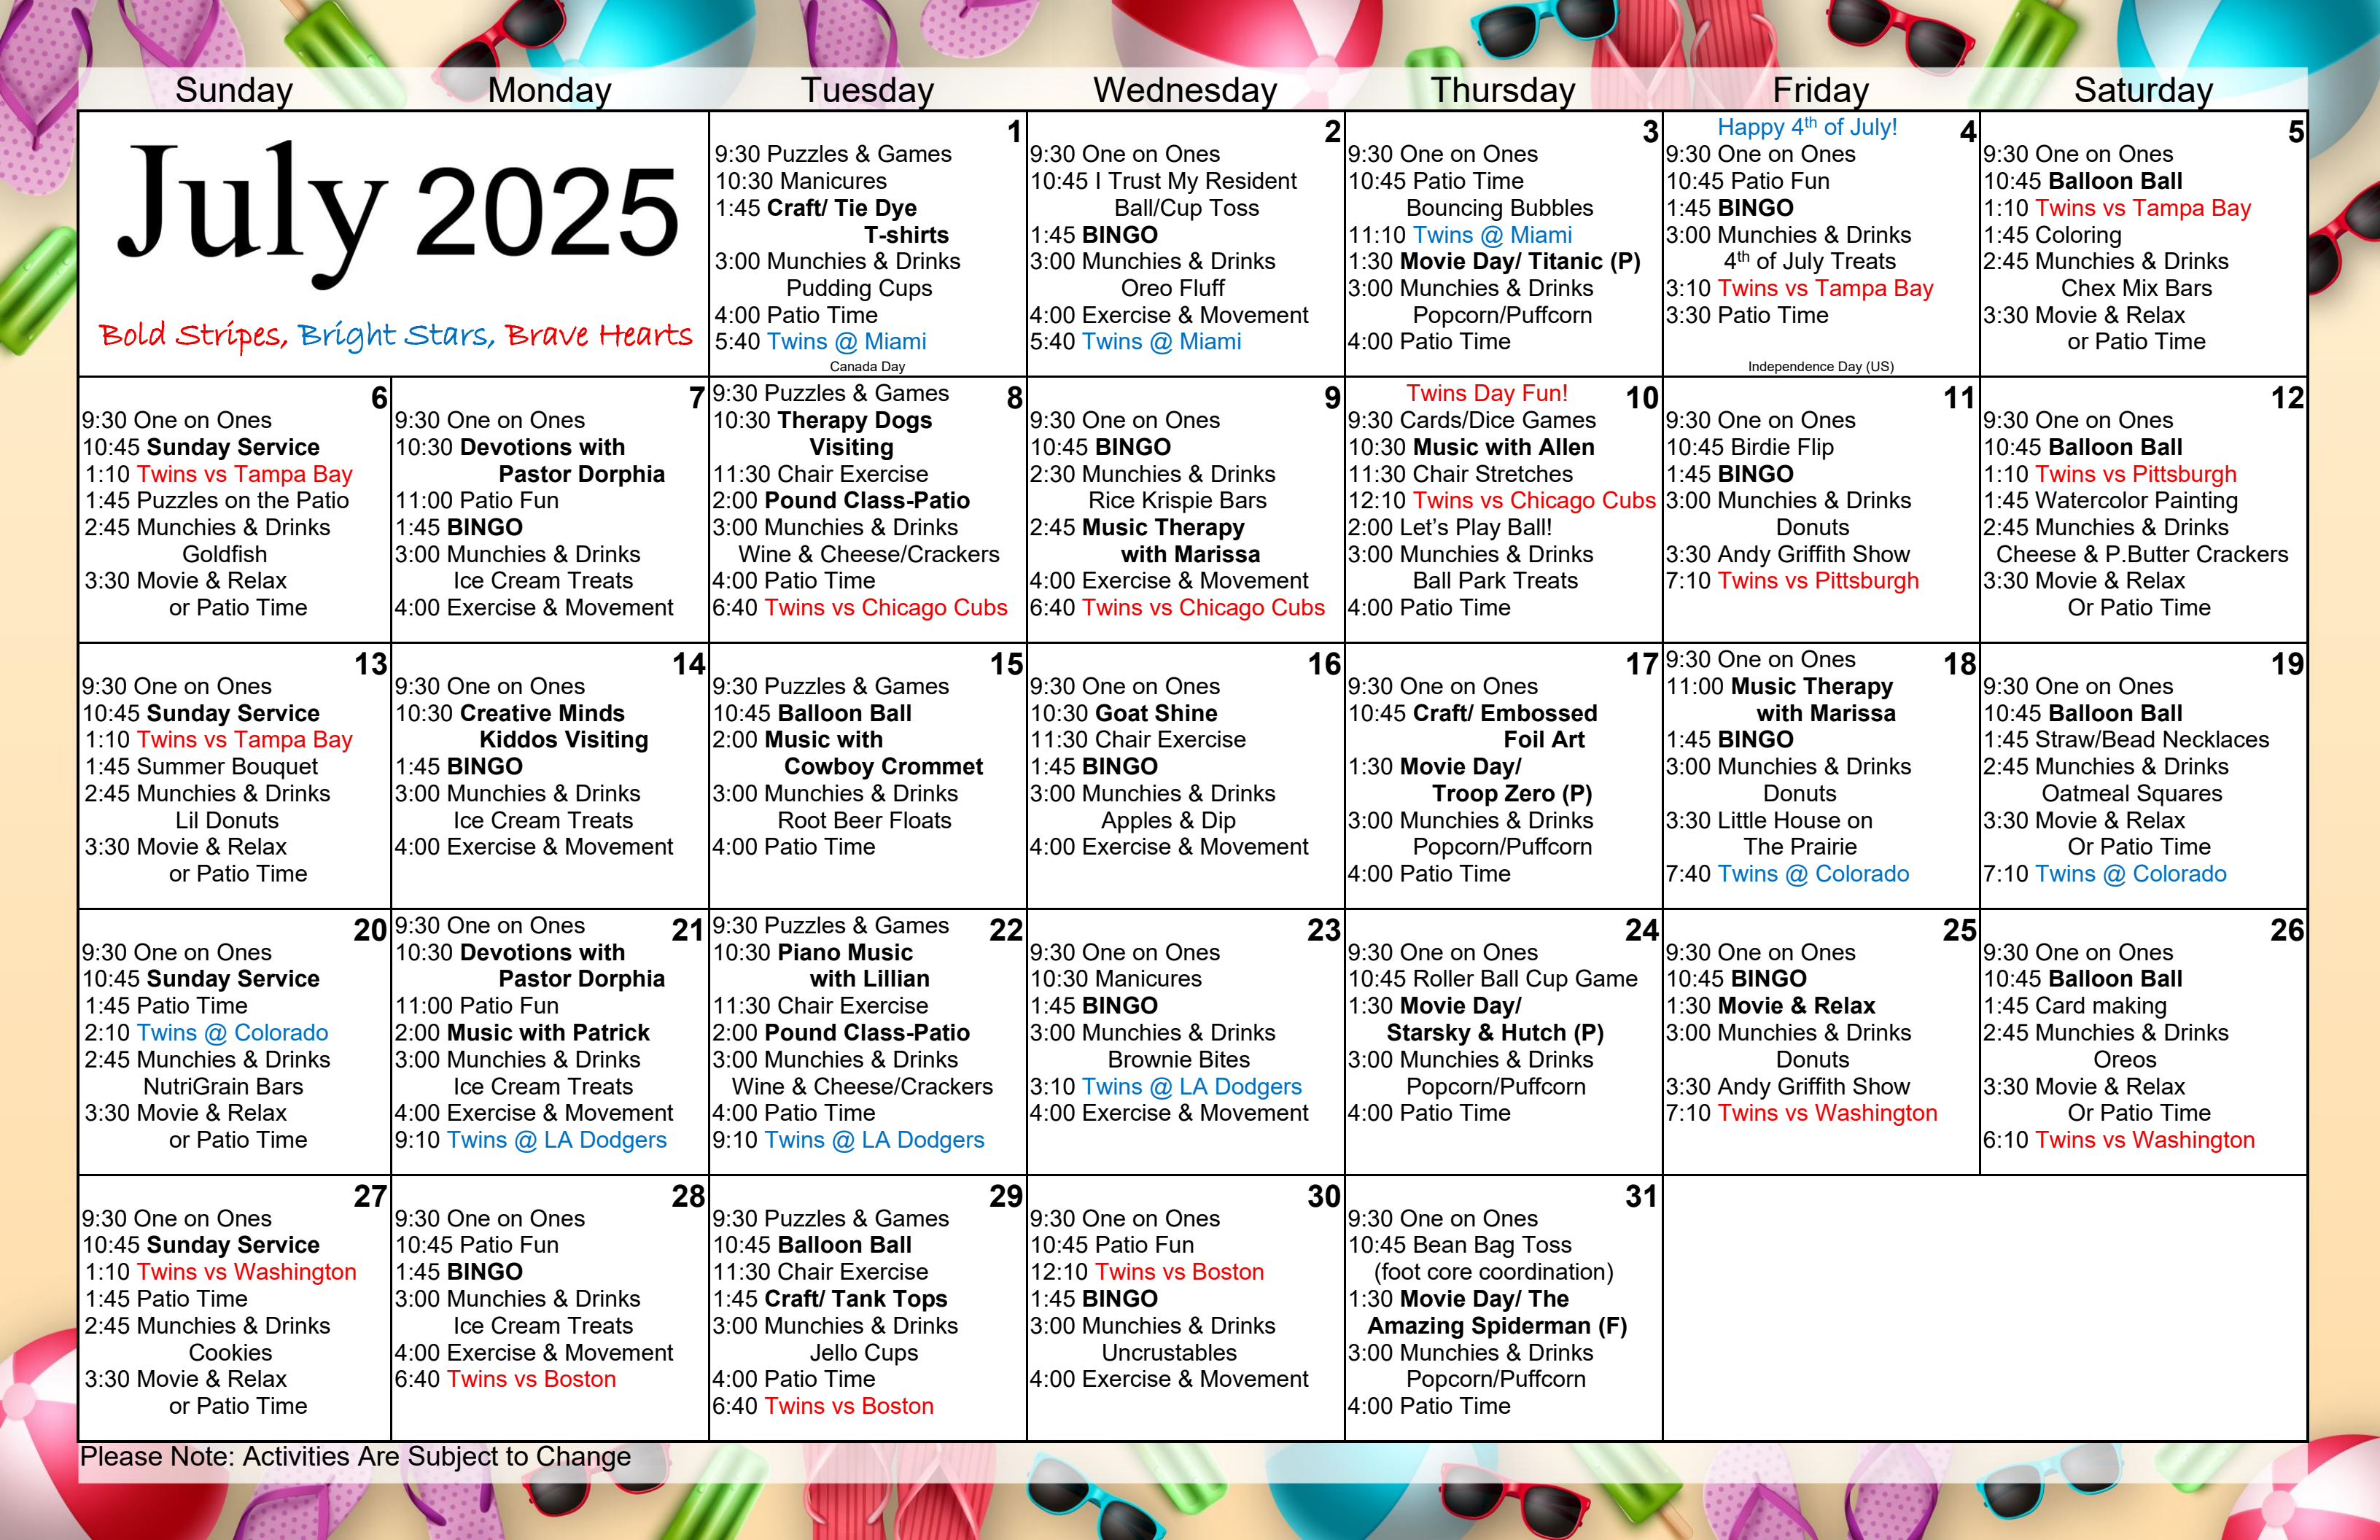 Sunday
Monday
Tuesday
Wednesday
Thursday
Friday
Saturday
July 2025
Bold Stripes, Bright Stars, Brave Hearts
1
9:30 Puzzles & Games
10:30 Manicures
1:45 Craft/ Tie Dye
T-shirts
3:00 Munchies & Drinks
Pudding Cups
4:00 Patio Time
5:40 Twins @ Miami
Canada Day
2
9:30 One on Ones
10:45 I Trust My Resident
Ball/Cup Toss
1:45 BINGO
3:00 Munchies & Drinks
Oreo Fluff
4:00 Exercise & Movement
5:40 Twins @ Miami
3
9:30 One on Ones
10:45 Patio Time
Bouncing Bubbles
11:10 Twins @ Miami
1:30 Movie Day/ Titanic (P)
3:00 Munchies & Drinks
Popcorn/Puffcorn
4:00 Patio Time
Happy 4th of July!
4
9:30 One on Ones
10:45 Patio Fun
1:45 BINGO
3:00 Munchies & Drinks
4th of July Treats
3:10 Twins vs Tampa Bay
3:30 Patio Time
Independence Day (US)
5
9:30 One on Ones
10:45 Balloon Ball
1:10 Twins vs Tampa Bay
1:45 Coloring
2:45 Munchies & Drinks
Chex Mix Bars
3:30 Movie & Relax
or Patio Time
6
9:30 One on Ones
10:45 Sunday Service
1:10 Twins vs Tampa Bay
1:45 Puzzles on the Patio
2:45 Munchies & Drinks
Goldfish
3:30 Movie & Relax
or Patio Time
7
9:30 One on Ones
10:30 Devotions with
Pastor Dorphia
11:00 Patio Fun
1:45 BINGO
3:00 Munchies & Drinks
Ice Cream Treats
4:00 Exercise & Movement
8
9:30 Puzzles & Games
10:30 Therapy Dogs
Visiting
11:30 Chair Exercise
2:00 Pound Class-Patio
3:00 Munchies & Drinks
Wine & Cheese/Crackers
4:00 Patio Time
6:40 Twins vs Chicago Cubs
9
9:30 One on Ones
10:45 BINGO
2:30 Munchies & Drinks
Rice Krispie Bars
2:45 Music Therapy
with Marissa
4:00 Exercise & Movement
6:40 Twins vs Chicago Cubs
Twins Day Fun!
10
9:30 Cards/Dice Games
10:30 Music with Allen
11:30 Chair Stretches
12:10 Twins vs Chicago Cubs
2:00 Let's Play Ball!
3:00 Munchies & Drinks
Ball Park Treats
4:00 Patio Time
11
9:30 One on Ones
10:45 Birdie Flip
1:45 BINGO
3:00 Munchies & Drinks
Donuts
3:30 Andy Griffith Show
7:10 Twins vs Pittsburgh
12
9:30 One on Ones
10:45 Balloon Ball
1:10 Twins vs Pittsburgh
1:45 Watercolor Painting
2:45 Munchies & Drinks
Cheese & P.Butter Crackers
3:30 Movie & Relax
Or Patio Time
13
9:30 One on Ones
10:45 Sunday Service
1:10 Twins vs Tampa Bay
1:45 Summer Bouquet
2:45 Munchies & Drinks
Lil Donuts
3:30 Movie & Relax
or Patio Time
14
9:30 One on Ones
10:30 Creative Minds
Kiddos Visiting
1:45 BINGO
3:00 Munchies & Drinks
Ice Cream Treats
4:00 Exercise & Movement
15
9:30 Puzzles & Games
10:45 Balloon Ball
2:00 Music with
Cowboy Crommet
3:00 Munchies & Drinks
Root Beer Floats
4:00 Patio Time
16
9:30 One on Ones
10:30 Goat Shine
11:30 Chair Exercise
1:45 BINGO
3:00 Munchies & Drinks
Apples & Dip
4:00 Exercise & Movement
17
9:30 One on Ones
10:45 Craft/ Embossed
Foil Art
1:30 Movie Day/
Troop Zero (P)
3:00 Munchies & Drinks
Popcorn/Puffcorn
4:00 Patio Time
18
9:30 One on Ones
11:00 Music Therapy
with Marissa
1:45 BINGO
3:00 Munchies & Drinks
Donuts
3:30 Little House on
The Prairie
7:40 Twins @ Colorado
19
9:30 One on Ones
10:45 Balloon Ball
1:45 Straw/Bead Necklaces
2:45 Munchies & Drinks
Oatmeal Squares
3:30 Movie & Relax
Or Patio Time
7:10 Twins @ Colorado
20
9:30 One on Ones
10:45 Sunday Service
1:45 Patio Time
2:10 Twins @ Colorado
2:45 Munchies & Drinks
NutriGrain Bars
3:30 Movie & Relax
or Patio Time
21
9:30 One on Ones
10:30 Devotions with
Pastor Dorphia
11:00 Patio Fun
2:00 Music with Patrick
3:00 Munchies & Drinks
Ice Cream Treats
4:00 Exercise & Movement
9:10 Twins @ LA Dodgers
22
9:30 Puzzles & Games
10:30 Piano Music
with Lillian
11:30 Chair Exercise
2:00 Pound Class-Patio
3:00 Munchies & Drinks
Wine & Cheese/Crackers
4:00 Patio Time
9:10 Twins @ LA Dodgers
23
9:30 One on Ones
10:30 Manicures
1:45 BINGO
3:00 Munchies & Drinks
Brownie Bites
3:10 Twins @ LA Dodgers
4:00 Exercise & Movement
24
9:30 One on Ones
10:45 Roller Ball Cup Game
1:30 Movie Day/
Starsky & Hutch (P)
3:00 Munchies & Drinks
Popcorn/Puffcorn
4:00 Patio Time
25
9:30 One on Ones
10:45 BINGO
1:30 Movie & Relax
3:00 Munchies & Drinks
Donuts
3:30 Andy Griffith Show
7:10 Twins vs Washington
26
9:30 One on Ones
10:45 Balloon Ball
1:45 Card making
2:45 Munchies & Drinks
Oreos
3:30 Movie & Relax
Or Patio Time
6:10 Twins vs Washington
27
9:30 One on Ones
10:45 Sunday Service
1:10 Twins vs Washington
1:45 Patio Time
2:45 Munchies & Drinks
Cookies
3:30 Movie & Relax
or Patio Time
28
9:30 One on Ones
10:45 Patio Fun
1:45 BINGO
3:00 Munchies & Drinks
Ice Cream Treats
4:00 Exercise & Movement
6:40 Twins vs Boston
29
9:30 Puzzles & Games
10:45 Balloon Ball
11:30 Chair Exercise
1:45 Craft/ Tank Tops
3:00 Munchies & Drinks
Jello Cups
4:00 Patio Time
6:40 Twins vs Boston
30
9:30 One on Ones
10:45 Patio Fun
12:10 Twins vs Boston
1:45 BINGO
3:00 Munchies & Drinks
Uncrustables
4:00 Exercise & Movement
31
9:30 One on Ones
10:45 Bean Bag Toss
(foot core coordination)
1:30 Movie Day/ The
Amazing Spiderman (F)
3:00 Munchies & Drinks
Popcorn/Puffcorn
4:00 Patio Time
Please Note: Activities Are Subject to Change